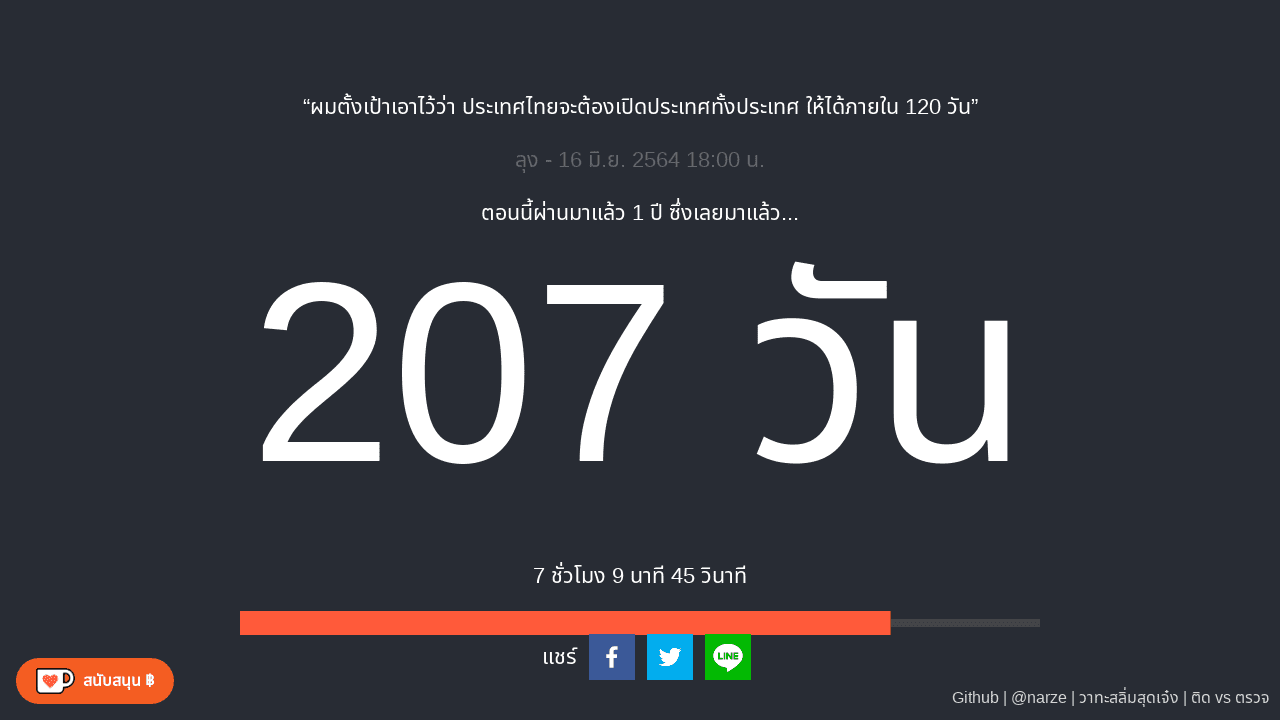 “ผมตั้งเป้าเอาไว้ว่า ประเทศไทยจะต้องเปิดประเทศทั้งประเทศ ให้ได้ภายใน 120 วัน”
ลุง - 16 มิ.ย. 2564 18:00 น.
ตอนนี้ผ่านมาแล้ว 1 ปี ซึ่งเลยมาแล้ว...
207 วัน
7 ชั่วโมง 9 นาที 45 วินาที
แชร์
LINE
สนับสนุน ฿
Github | @narze | วาทะสลิ่มสุดเจ๋ง | ติด vs ตรวจ